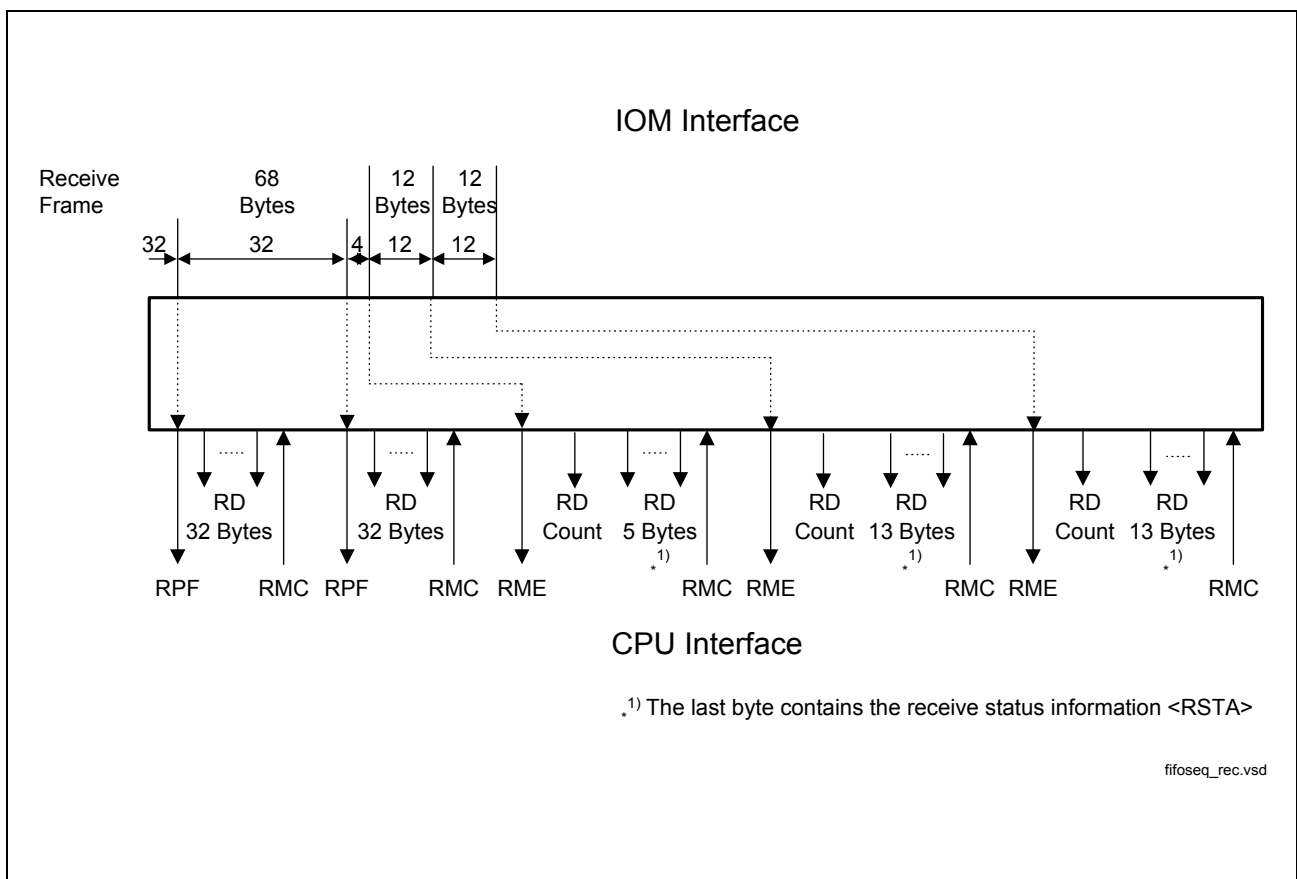 IOM Interface
Receive 68 12 12
Frame Bytes Bytes Bytes
32 32 4 12 12
..... ..... ..... ..... .....
RD RD RD RD RD RD RD RD
32 Bytes 32 Bytes Count 5 Bytes Count 13 Bytes Count 13 Bytes
*1) *1) *1)
RPF RMC RPF RMC RME RMC RME RMC RME RMC
CPU Interface
*1) The last byte contains the receive status information <RSTA>
fifoseq_rec.vsd